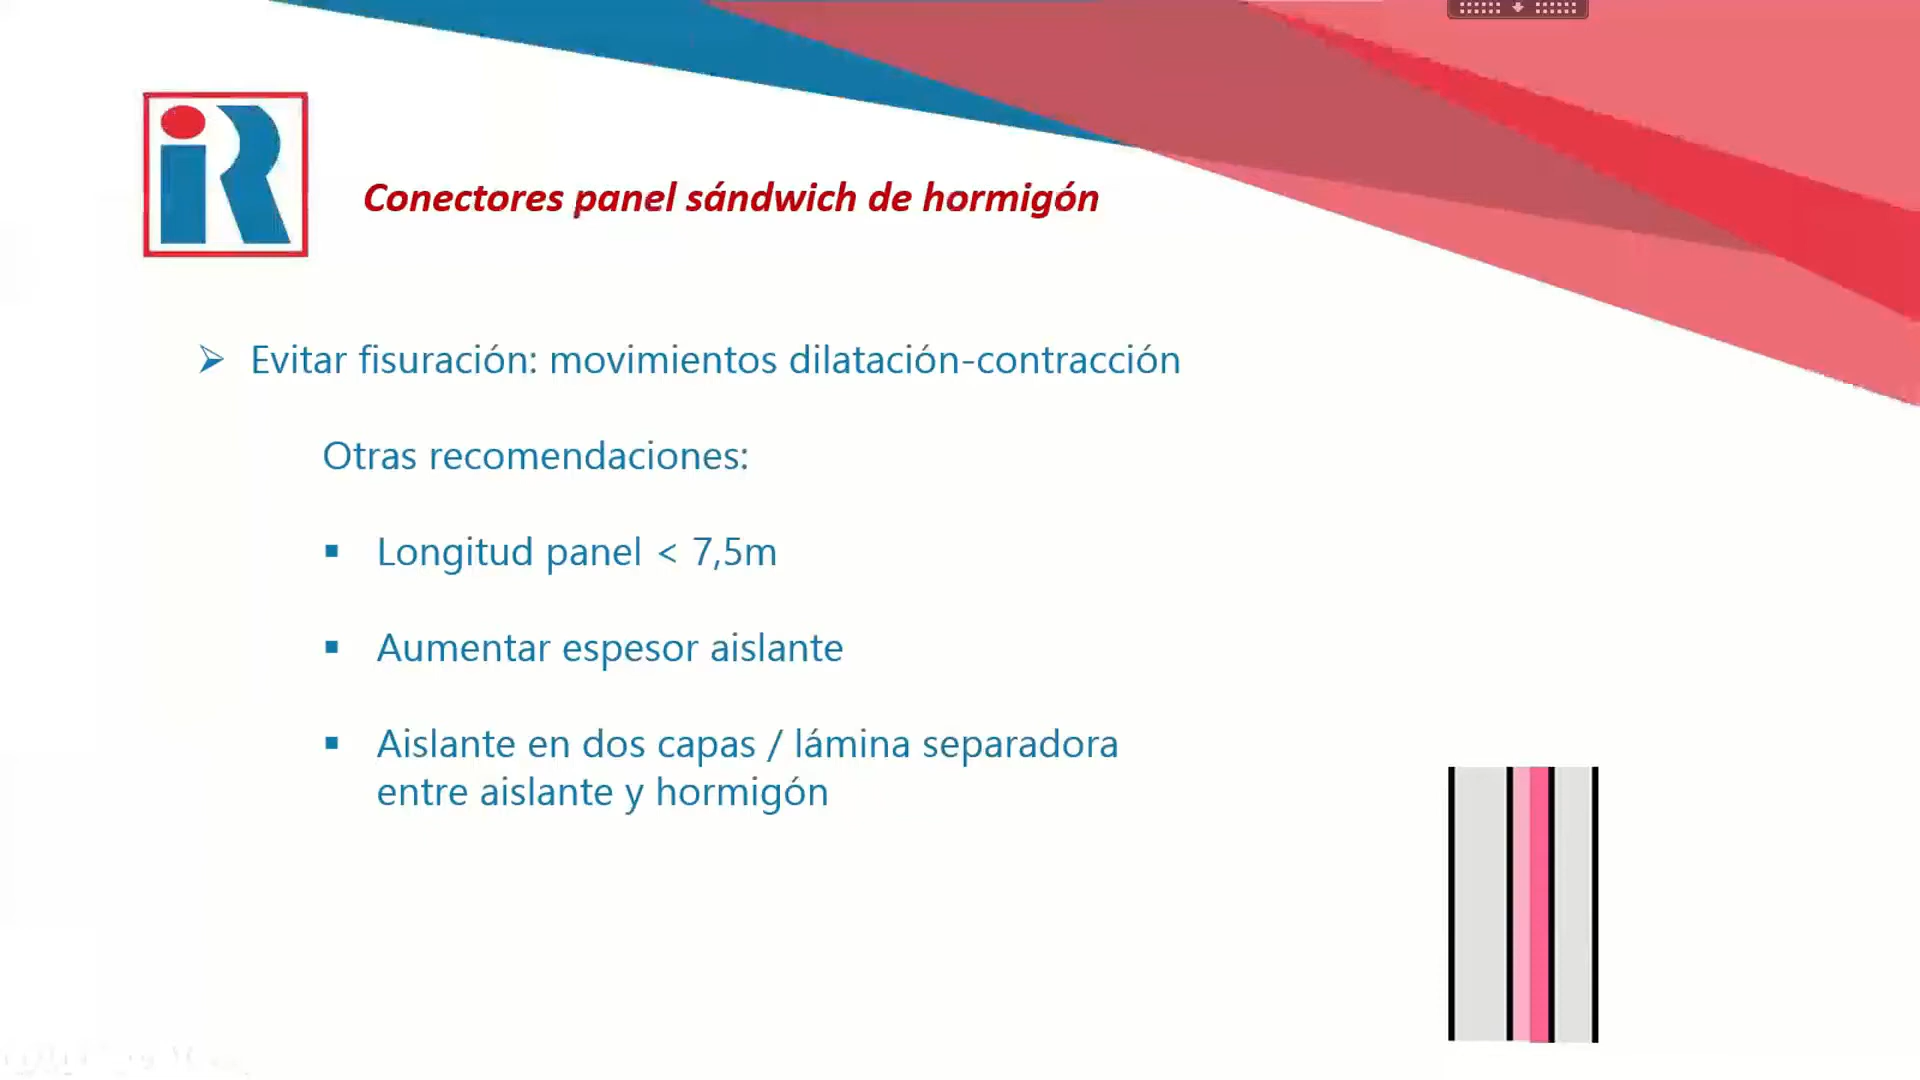 iR
Conectores panel sándwich de hormigón
Evitar fisuración: movimientos dilatación-contracción
Otras recomendaciones:
Longitud panel < 7,5m
Aumentar espesor aislante
Aislante en dos capas / lámina separadora
entre aislante y hormigón